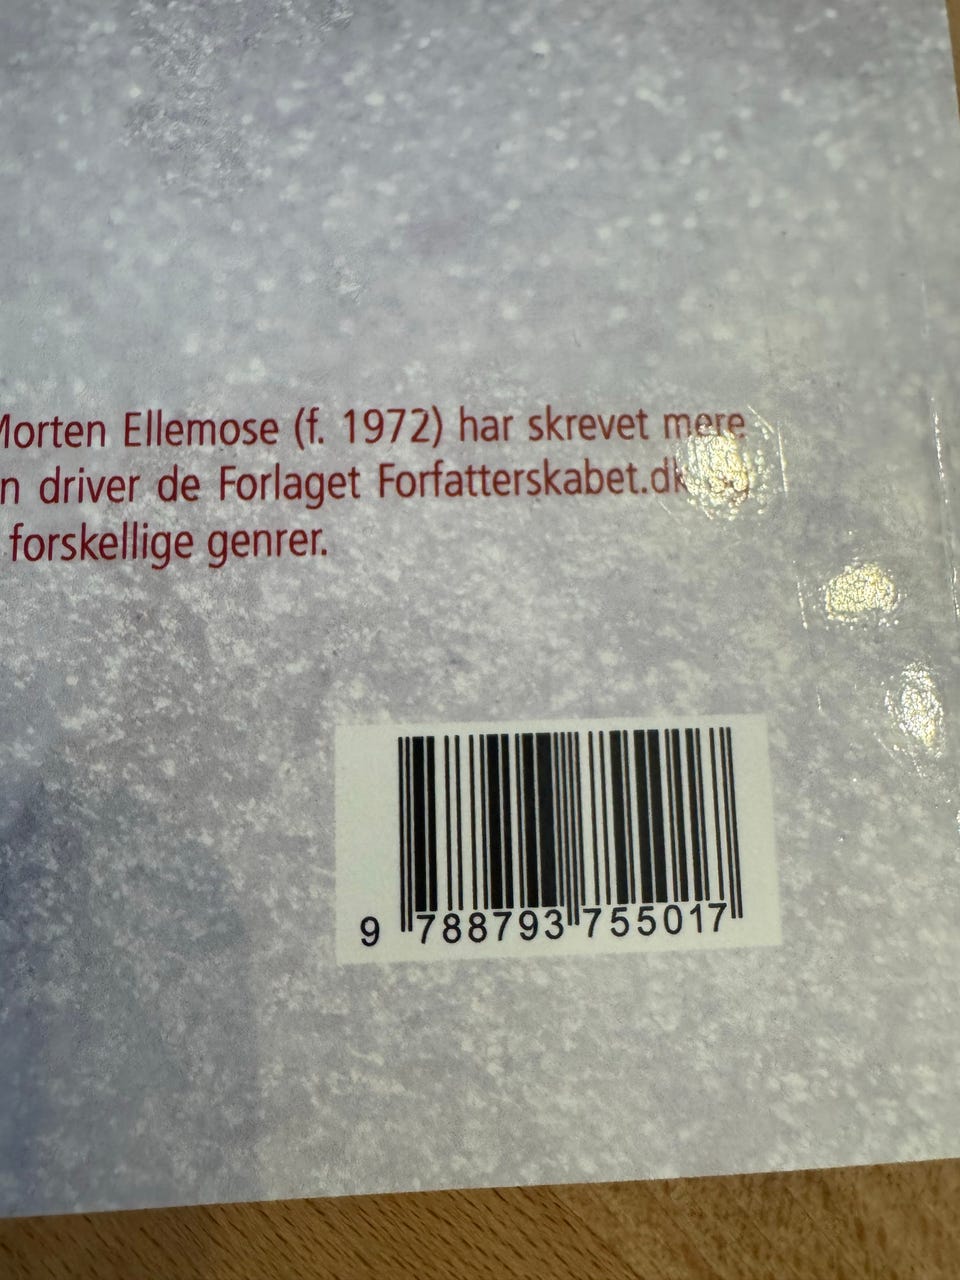 Morten Ellemose (f. 1972) har skrevet mere
n driver de Forlaget Forfatterskabet.dk
forskellige genrer.
9 788793 755017